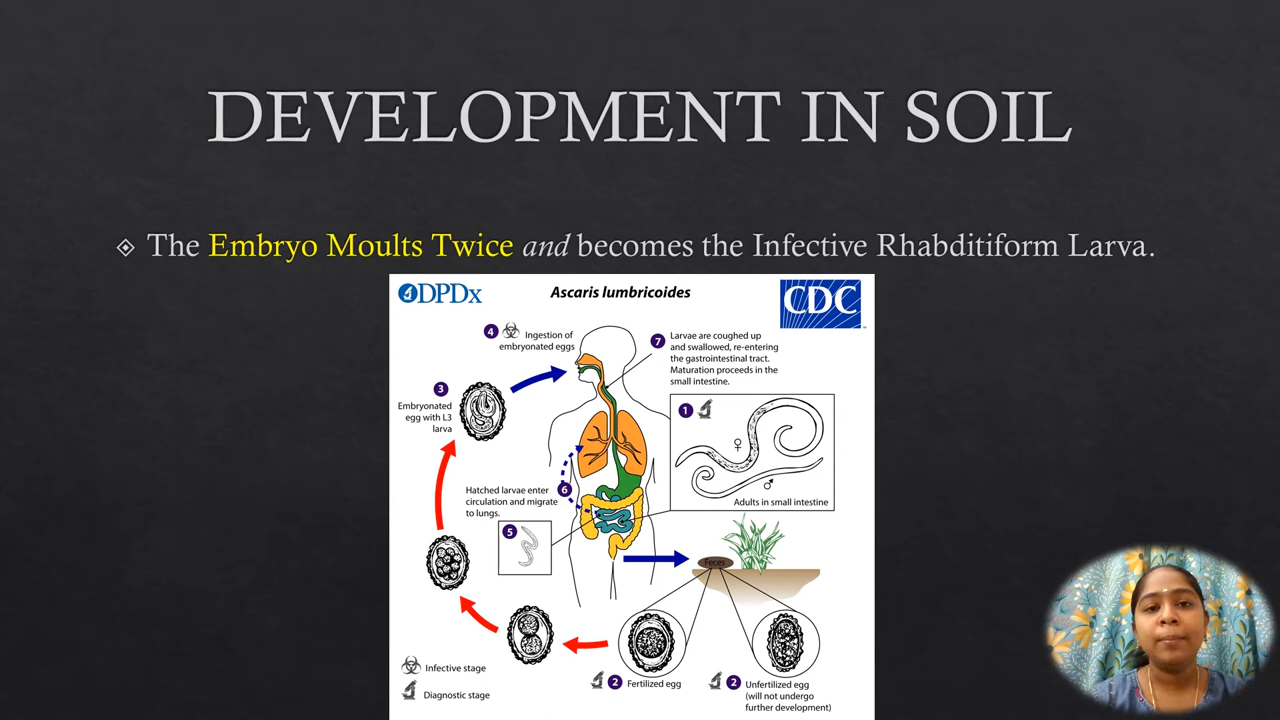 DEVELOPMENT IN SOIL
The Embryo Moults Twice and becomes the Infective Rhabditiform Larva.
DPDx
Ascaris lumbricoides
CDC
4
Ingestion of
embryonated eggs
7
Larvae are coughed up
and swallowed, re-entering
the gastrointestinal tract.
Maturation proceeds in the
small intestine.
3
Embryonated
egg with L3
larva
1
♀
♂
Adults in small intestine
Hatched larvae enter
circulation and migrate
to lungs.
6
5
Feces
2 Fertilized egg
2 Unfertilized egg
(will not undergo
further development)
Infective stage
Diagnostic stage